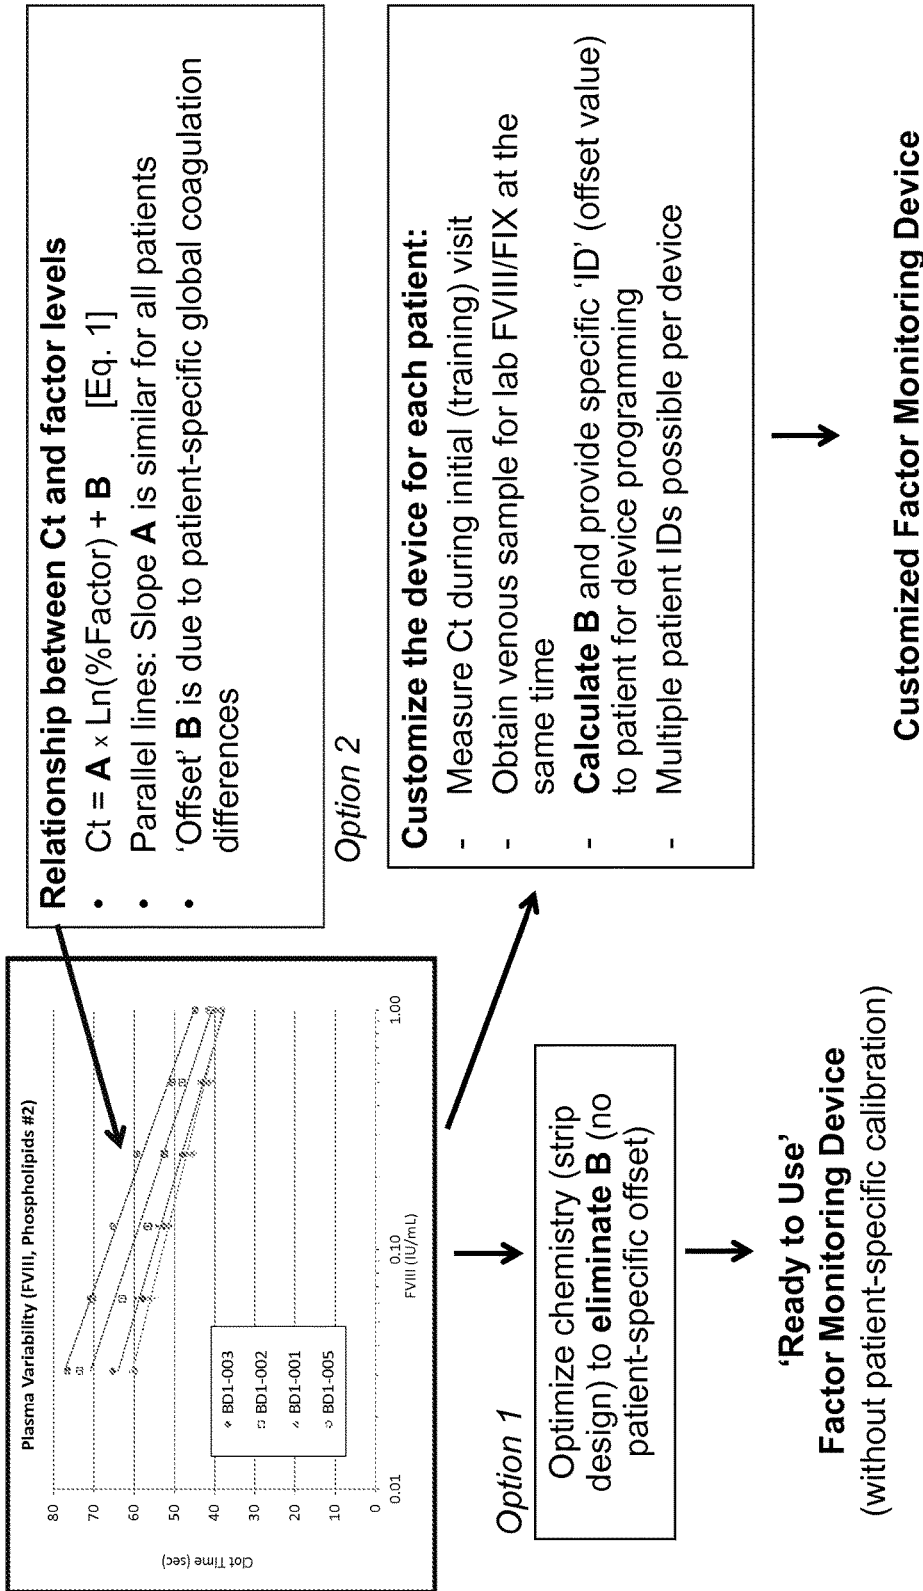 Plasma Variability (FVIII, Phospholipids #2)
Clot Time (sec)
80
70
60
50
40
30
20
10
0
0.01
0.10
1.00
FVIII (IU/mL)
BD1-003
BD1-002
BD1-001
BD1-005
Relationship between Ct and factor levels
• Ct = A x Ln(%Factor) + B [Eq. 1]
• Parallel lines: Slope A is similar for all patients
• 'Offset' B is due to patient-specific global coagulation
differences
Option 1
Optimize chemistry (strip
design) to eliminate B (no
patient-specific offset)
'Ready to Use'
Factor Monitoring Device
(without patient-specific calibration)
Option 2
Customize the device for each patient:
- Measure Ct during initial (training) visit
- Obtain venous sample for lab FVIII/FIX at the
same time
- Calculate B and provide specific 'ID' (offset value)
to patient for device programming
- Multiple patient IDs possible per device
Customized Factor Monitoring Device